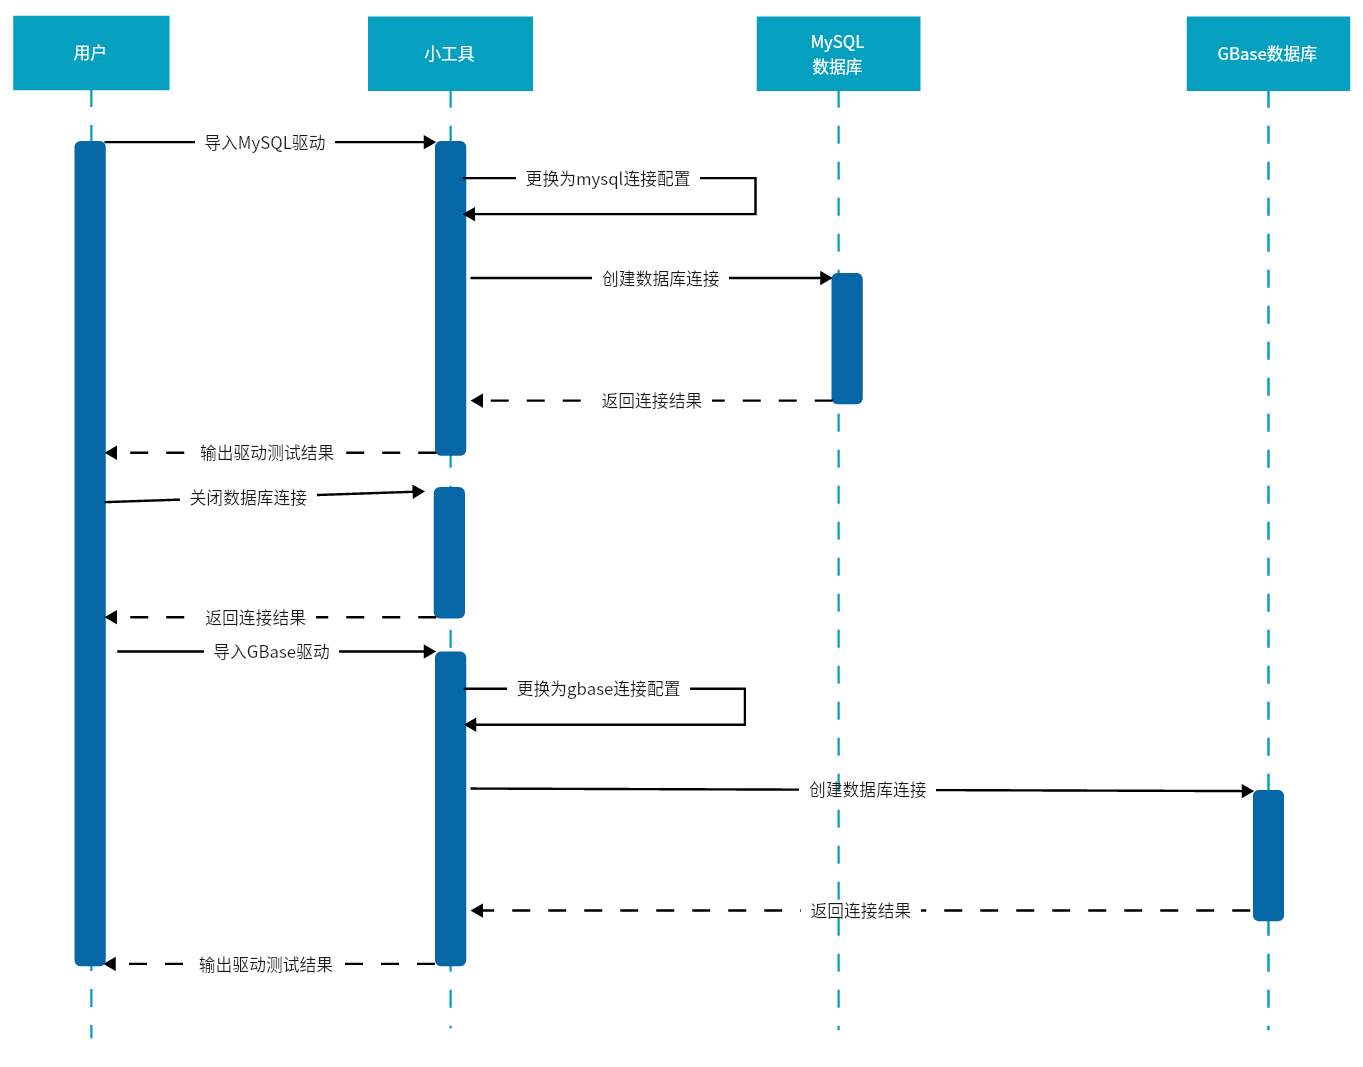 用户
小工具
MySQL
数据库
GBase数据库
导入MySQL驱动
更换为mysql连接配置
创建数据库连接
返回连接结果
输出驱动测试结果
关闭数据库连接
返回连接结果
导入GBase驱动
更换为gbase连接配置
创建数据库连接
返回连接结果
输出驱动测试结果